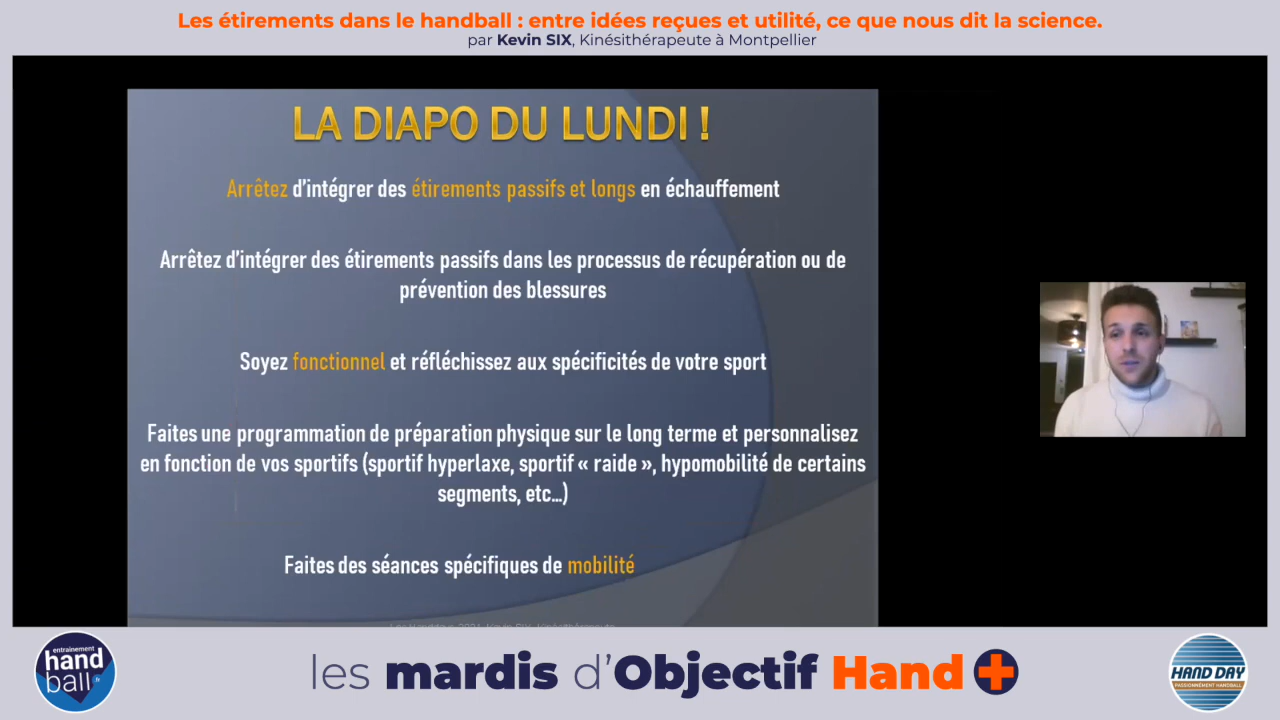 Les étirements dans le handball : entre idées reçues et utilité, ce que nous dit la science.
par Kevin SIX, Kinésithérapeute à Montpellier
LA DIAPO DU LUNDI !
Arrêtez d'intégrer des étirements passifs et longs en échauffement
Arrêtez d'intégrer des étirements passifs dans les processus de récupération ou de
prévention des blessures
Soyez fonctionnel et réfléchissez aux spécificités de votre sport
Faites une programmation de préparation physique sur le long terme et personnalisez
en fonction de vos sportifs (sportif hyperlaxe, sportif « raide », hypomobilité de certains
segments, etc...)
Faites des séances spécifiques de mobilité
entrainement
hand
ball.fr
les mardis d'Objectif Hand+
HAND DAY
PASSIONNÉMENT HANDBALL